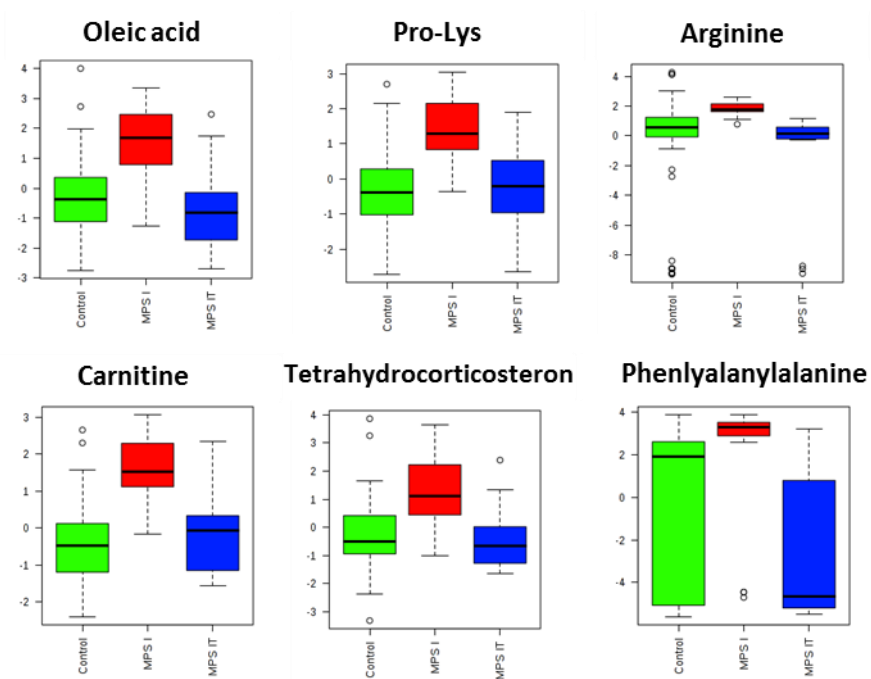 Oleic acid
Pro-Lys
Arginine
4
3
2
1
0
-1
-2
-3
Control
MPS I
MPS IT
3
2
1
0
-1
-2
Control
MPS I
MPS IT
4
2
0
-2
-4
-6
-8
Control
MPS I
MPS IT
Carnitine
Tetrahydrocorticosteron
Phenlyalanylalanine
3
2
1
0
-1
-2
Control
MPS I
MPS IT
4
3
2
1
0
-1
-2
-3
Control
MPS I
MPS IT
4
2
0
-2
-4
Control
MPS I
MPS IT